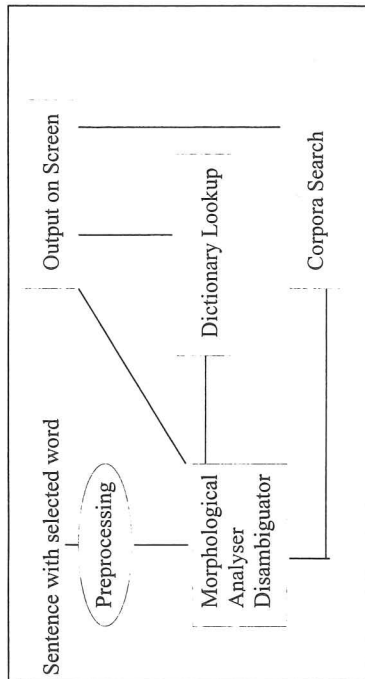 Sentence with selected word
Output on Screen
Preprocessing
Morphological
Analyser
Disambiguator
Dictionary Lookup
Corpora Search